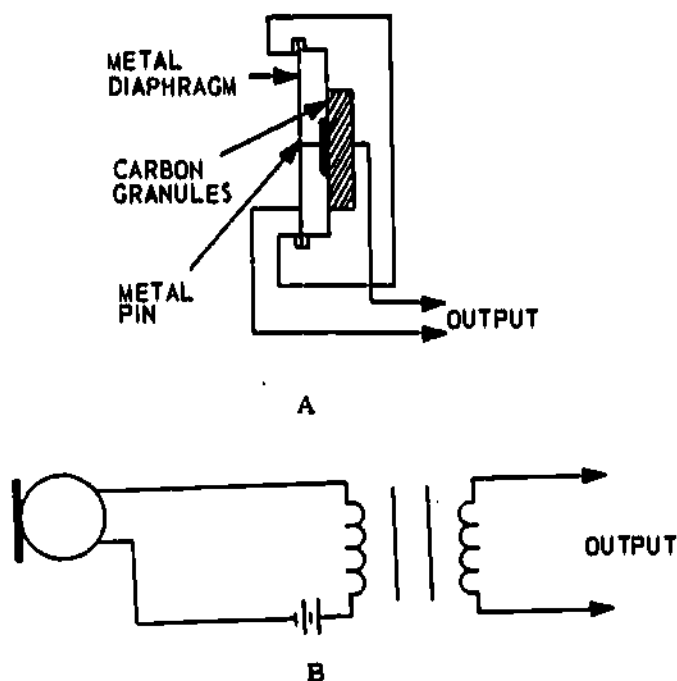 METAL
DIAPHRAGM
CARBON
GRANULES
METAL
PIN
OUTPUT
A
OUTPUT
B